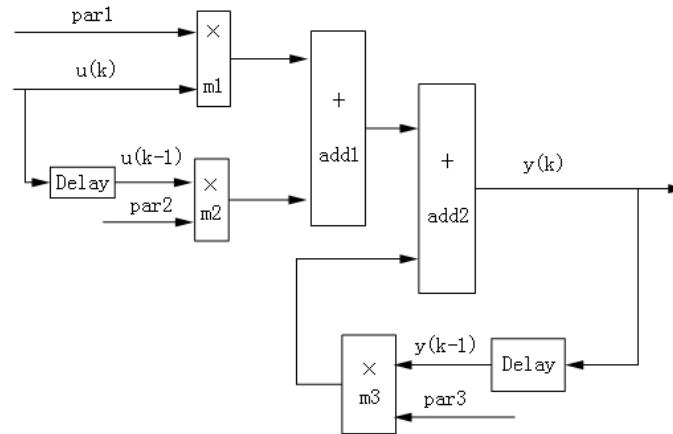 par1
×
u(k)
m1
+
add1
+
add2
y(k)
u(k-1)
Delay
×
par2
m2
y(k-1)
×
Delay
m3
par3